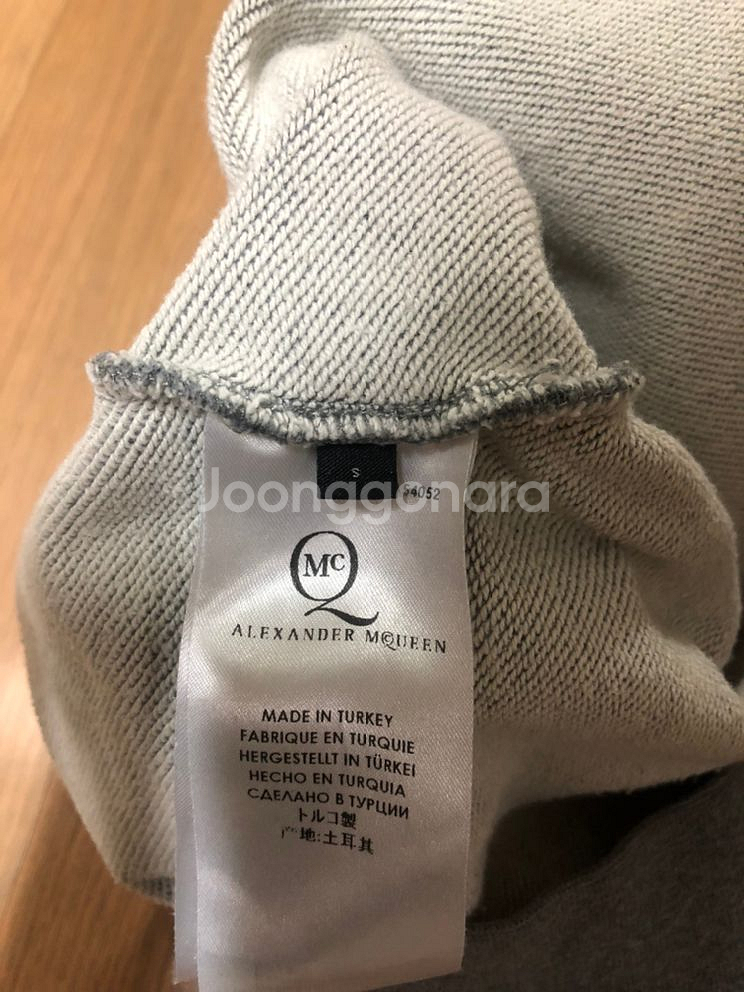 S
54052
Joonggonara
McQ
ALEXANDER McQUEEN
MADE IN TURKEY
FABRIQUE EN TURQUIE
HERGESTELLT IN TÜRKEI
HECHO EN TURQUIA
СДЕЛАНО В ТУРЦИИ
トルコ製
产地:土耳其